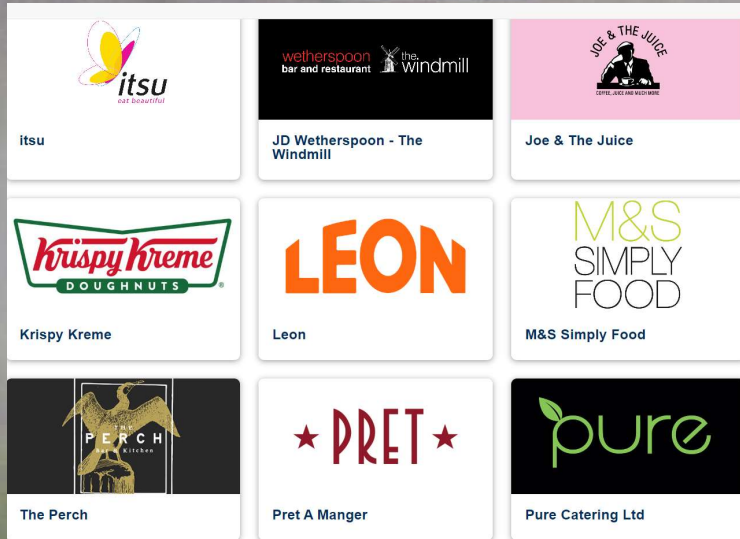 itsu
eat beautiful
itsu
wetherspoon
bar and restaurant
the
windmill
JD Wetherspoon - The
Windmill
JOE & THE JUICE
COFFEE, JUICE AND MUCH MORE
Joe & The Juice
Krispy Kreme
DOUGHNUTS
®
Krispy Kreme
LEON
Leon
M&S
SIMPLY
FOOD
M&S Simply Food
THE
PERCH
Bar & Kitchen
The Perch
PRET
Pret A Manger
pure
Pure Catering Ltd